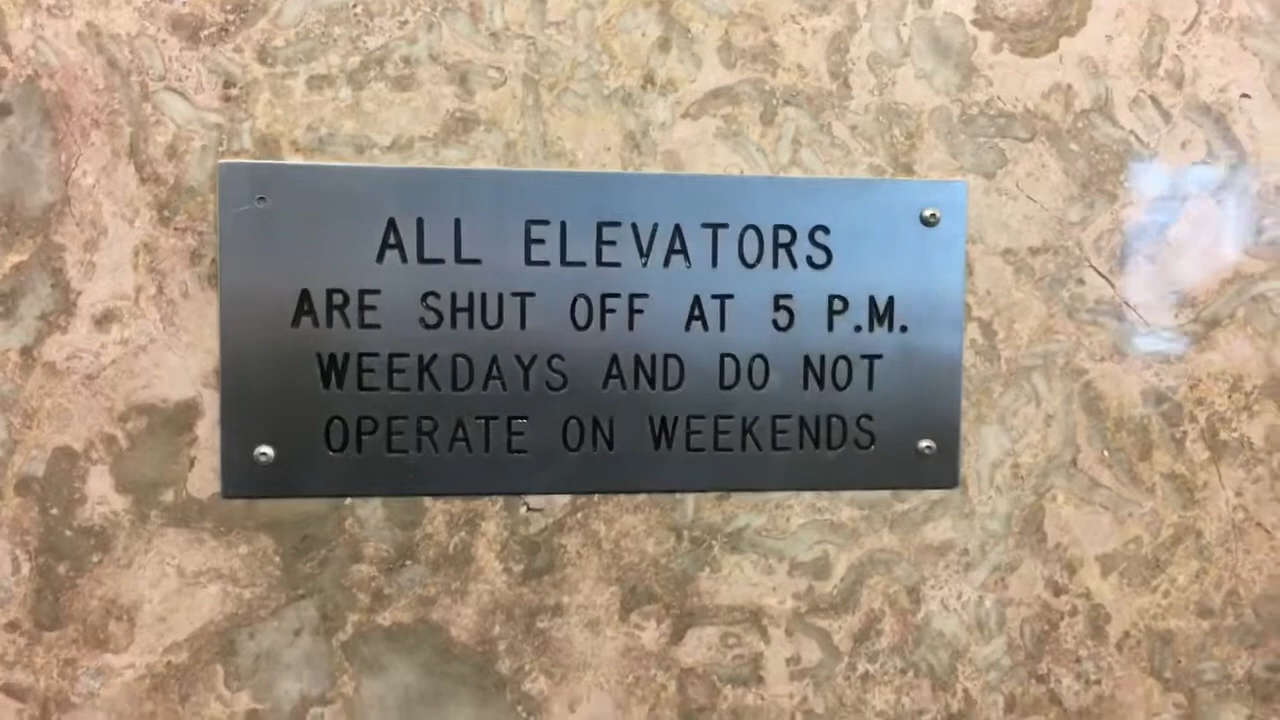 ALL ELEVATORS
ARE SHUT OFF AT 5 P.M.
WEEKDAYS AND DO NOT
OPERATE ON WEEKENDS